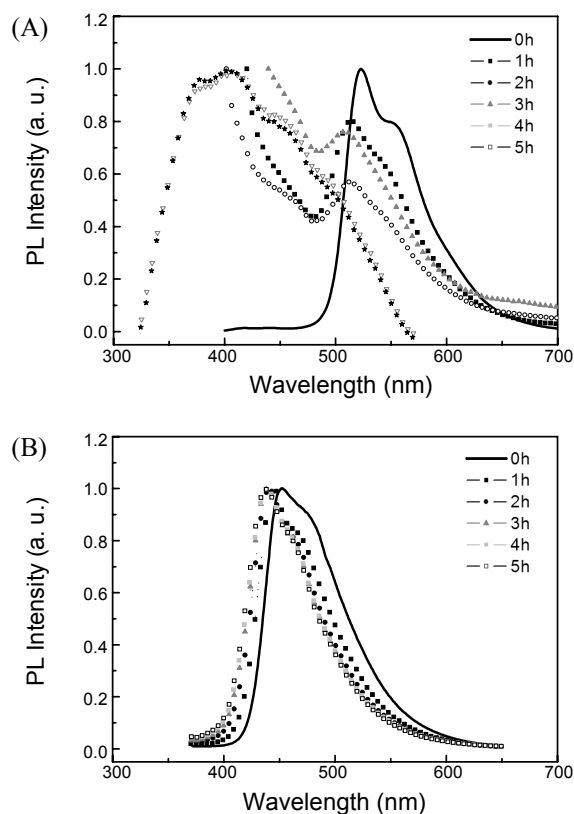 (A)
1.2
1.0
0.8
0.6
0.4
0.2
0.0
PL Intensity (a. u.)
300 400 500 600 700
Wavelength (nm)
0h
1h
2h
3h
4h
5h
(B)
1.2
1.0
0.8
0.6
0.4
0.2
0.0
PL Intensity (a. u.)
300 400 500 600 700
Wavelength (nm)
0h
1h
2h
3h
4h
5h